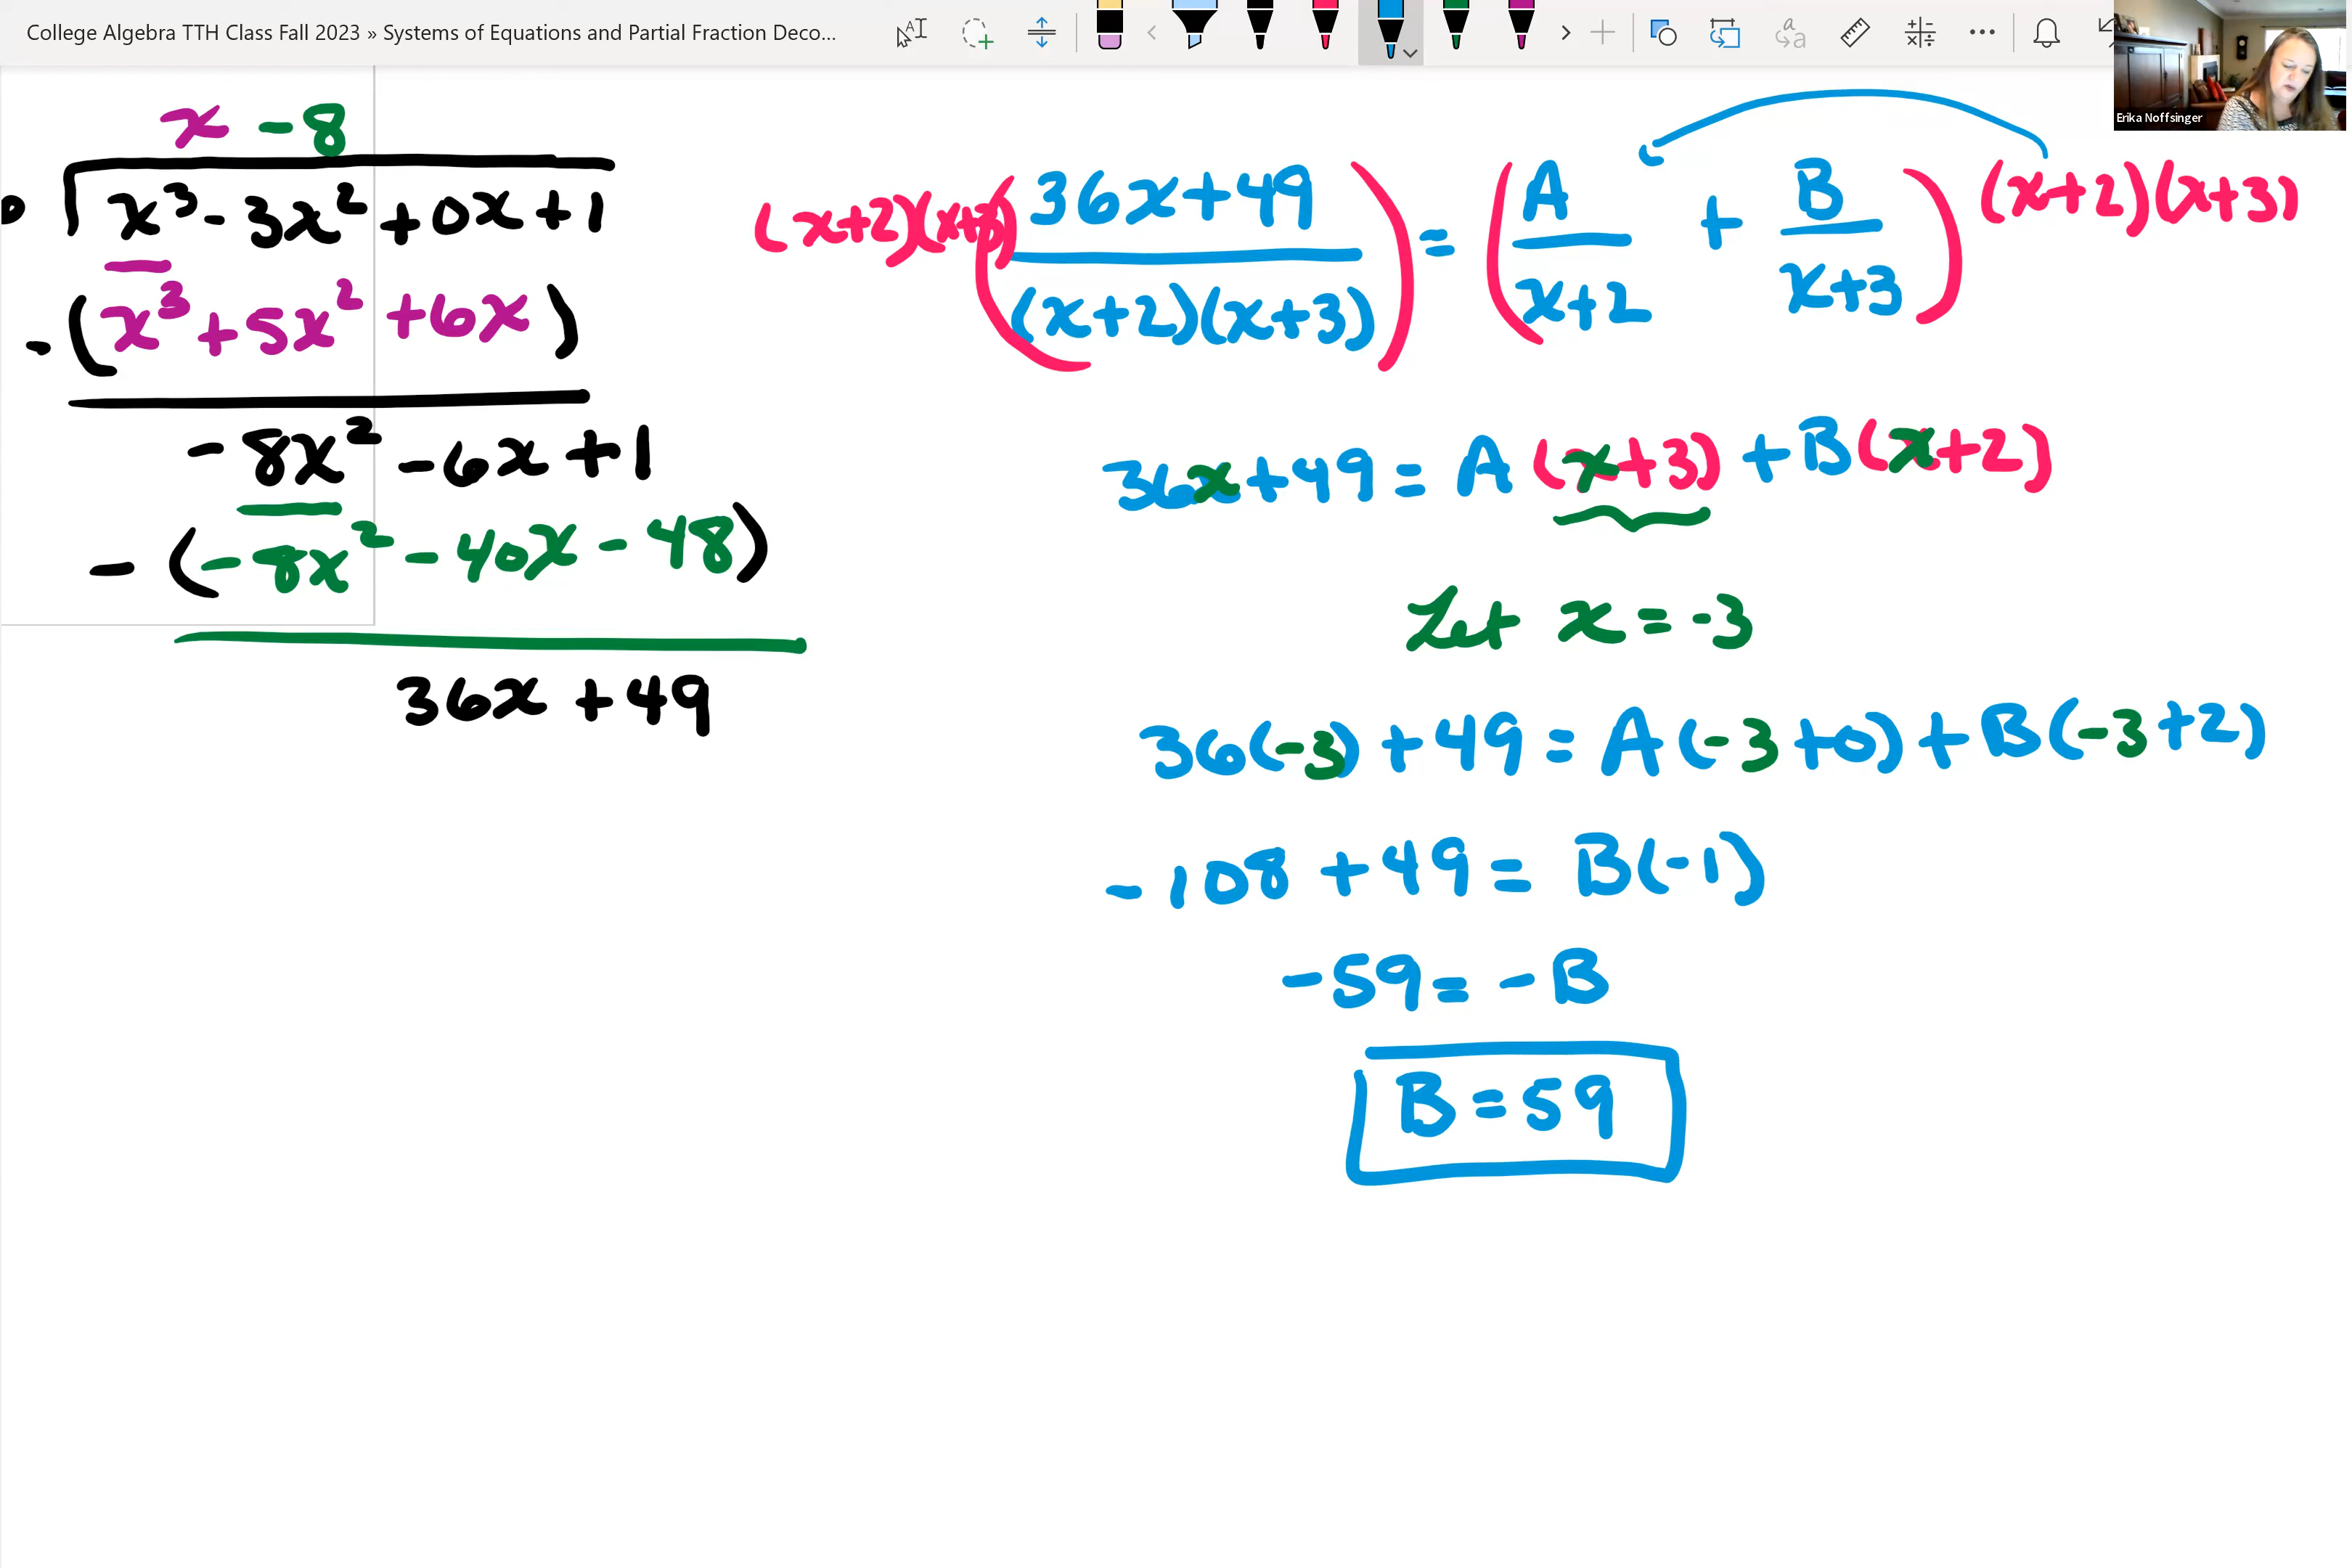 College Algebra TTH Class Fall 2023 » Systems of Equations and Partial Fraction Deco...
Erika Noffsinger
x - 8
x³ - 3x² + 0x + 1
- (x³ + 5x² + 6x)
- 8x² - 6x + 1
- (- 8x² - 40x - 48)
36x + 49
(x+2)(x+3) (36x+49 / (x+2)(x+3)) = (A / x+2 + B / x+3) (x+2)(x+3)
36x + 49 = A (x+3) + B (x+2)
Let x = -3
36(-3) + 49 = A(-3+0) + B(-3+2)
-108 + 49 = B(-1)
-59 = -B
B = 59